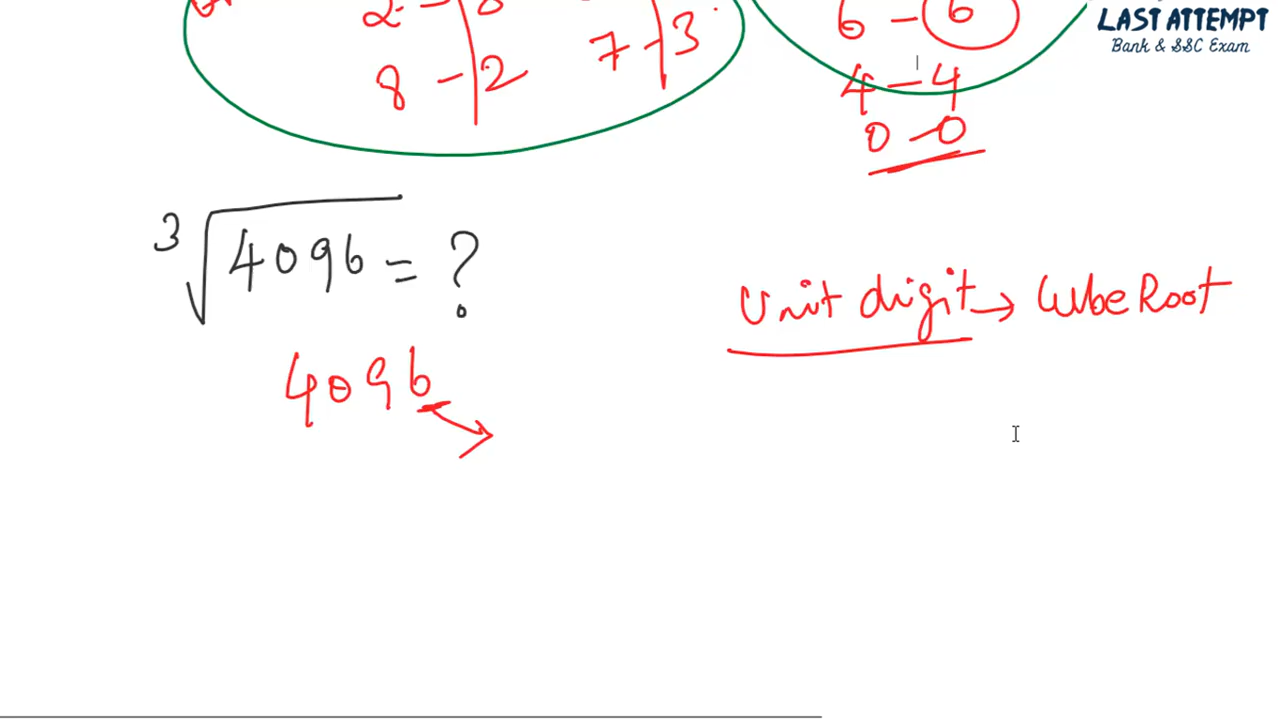 2 - 8
8 - 2
7 - 3
6 - 6
4 - 4
0 - 0
LAST ATTEMPT
Bank & SSC Exam
3√4096 = ?
4096
Unit digit → Cube Root